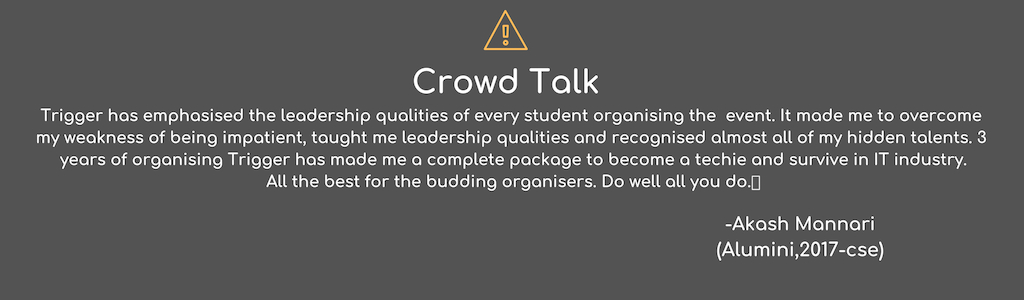 Crowd Talk
Trigger has emphasised the leadership qualities of every student organising the  event. It made me to overcome
my weakness of being impatient, taught me leadership qualities and recognised almost all of my hidden talents. 3
years of organising Trigger has made me a complete package to become a techie and survive in IT industry.
All the best for the budding organisers. Do well all you do.
-Akash Mannari
(Alumini,2017-cse)